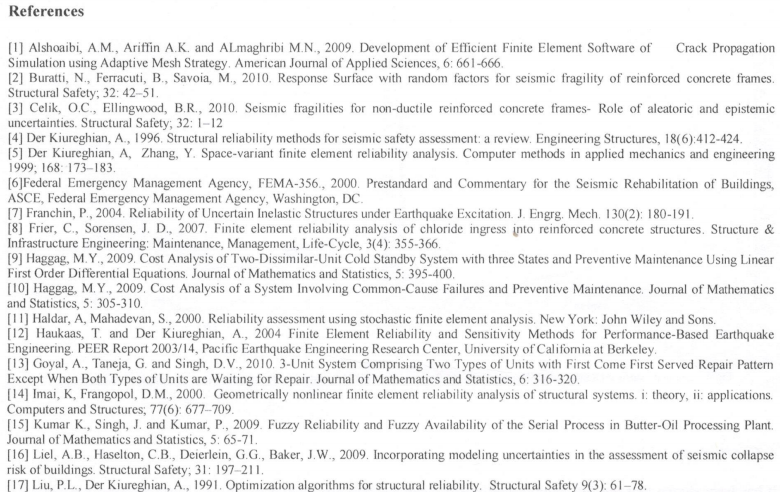 References
[1] Alshoaibi, A.M., Ariffin A.K. and ALmaghribi M.N., 2009. Development of Efficient Finite Element Software of Crack Propagation
Simulation using Adaptive Mesh Strategy. American Journal of Applied Sciences, 6: 661-666.
[2] Buratti, N., Ferracuti, B., Savoia, M., 2010. Response Surface with random factors for seismic fragility of reinforced concrete frames.
Structural Safety; 32: 42–51.
[3] Celik, O.C., Ellingwood, B.R., 2010. Seismic fragilities for non-ductile reinforced concrete frames- Role of aleatoric and epistemic
uncertainties. Structural Safety; 32: 1–12
[4] Der Kiureghian, A., 1996. Structural reliability methods for seismic safety assessment: a review. Engineering Structures, 18(6):412-424.
[5] Der Kiureghian, A, Zhang, Y. Space-variant finite element reliability analysis. Computer methods in applied mechanics and engineering
1999; 168: 173–183.
[6]Federal Emergency Management Agency, FEMA-356., 2000. Prestandard and Commentary for the Seismic Rehabilitation of Buildings,
ASCE, Federal Emergency Management Agency, Washington, DC.
[7] Franchin, P., 2004. Reliability of Uncertain Inelastic Structures under Earthquake Excitation. J. Engrg. Mech. 130(2): 180-191.
[8] Frier, C., Sorensen, J. D., 2007. Finite element reliability analysis of chloride ingress into reinforced concrete structures. Structure &
Infrastructure Engineering: Maintenance, Management, Life-Cycle, 3(4): 355-366.
[9] Haggag, M.Y., 2009. Cost Analysis of Two-Dissimilar-Unit Cold Standby System with three States and Preventive Maintenance Using Linear
First Order Differential Equations. Journal of Mathematics and Statistics, 5: 395-400.
[10] Haggag, M.Y., 2009. Cost Analysis of a System Involving Common-Cause Failures and Preventive Maintenance. Journal of Mathematics
and Statistics, 5: 305-310.
[11] Haldar, A, Mahadevan, S., 2000. Reliability assessment using stochastic finite element analysis. New York: John Wiley and Sons.
[12] Haukaas, T. and Der Kiureghian, A., 2004 Finite Element Reliability and Sensitivity Methods for Performance-Based Earthquake
Engineering. PEER Report 2003/14, Pacific Earthquake Engineering Research Center, University of California at Berkeley.
[13] Goyal, A., Taneja, G. and Singh, D.V., 2010. 3-Unit System Comprising Two Types of Units with First Come First Served Repair Pattern
Except When Both Types of Units are Waiting for Repair. Journal of Mathematics and Statistics, 6: 316-320.
[14] Imai, K, Frangopol, D.M., 2000. Geometrically nonlinear finite element reliability analysis of structural systems. i: theory, ii: applications.
Computers and Structures; 77(6): 677–709.
[15] Kumar K., Singh, J. and Kumar, P., 2009. Fuzzy Reliability and Fuzzy Availability of the Serial Process in Butter-Oil Processing Plant.
Journal of Mathematics and Statistics, 5: 65-71.
[16] Liel, A.B., Haselton, C.B., Deierlein, G.G., Baker, J.W., 2009. Incorporating modeling uncertainties in the assessment of seismic collapse
risk of buildings. Structural Safety; 31: 197–211.
[17] Liu, P.L., Der Kiureghian, A., 1991. Optimization algorithms for structural reliability. Structural Safety 9(3): 61–78.